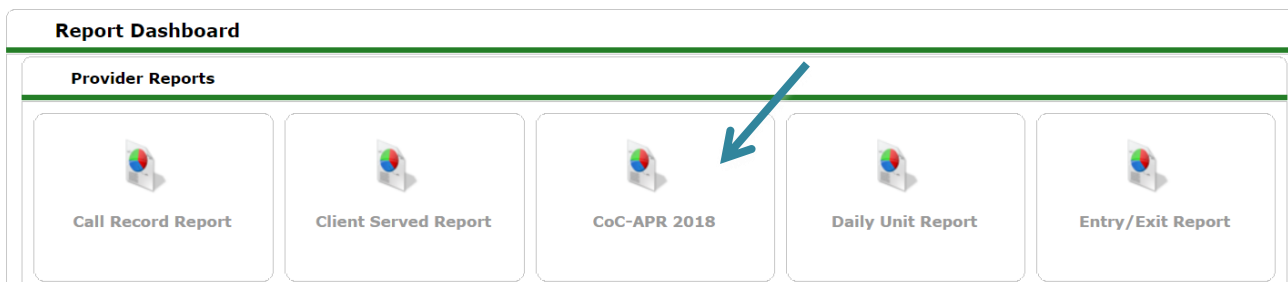 Report Dashboard
Provider Reports
Call Record Report
Client Served Report
CoC-APR 2018
Daily Unit Report
Entry/Exit Report